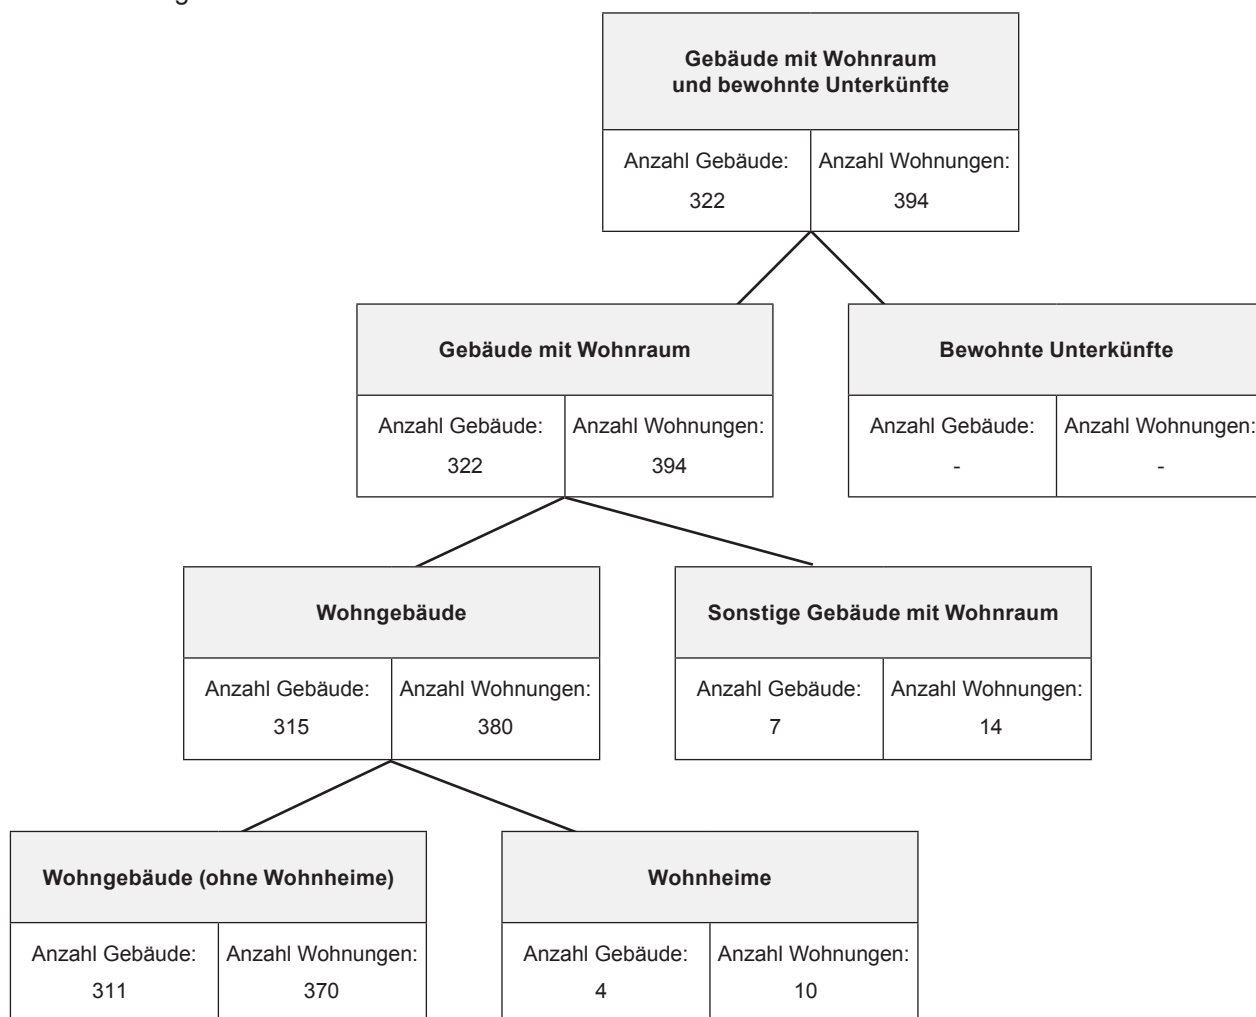 Gebäude mit Wohnraum
und bewohnte Unterkünfte
Anzahl Gebäude: Anzahl Wohnungen:
322 394
Gebäude mit Wohnraum Bewohnte Unterkünfte
Anzahl Gebäude: Anzahl Wohnungen: Anzahl Gebäude: Anzahl Wohnungen:
322 394 - -
Wohngebäude Sonstige Gebäude mit Wohnraum
Anzahl Gebäude: Anzahl Wohnungen: Anzahl Gebäude: Anzahl Wohnungen:
315 380 7 14
Wohngebäude (ohne Wohnheime) Wohnheime
Anzahl Gebäude: Anzahl Wohnungen: Anzahl Gebäude: Anzahl Wohnungen:
311 370 4 10